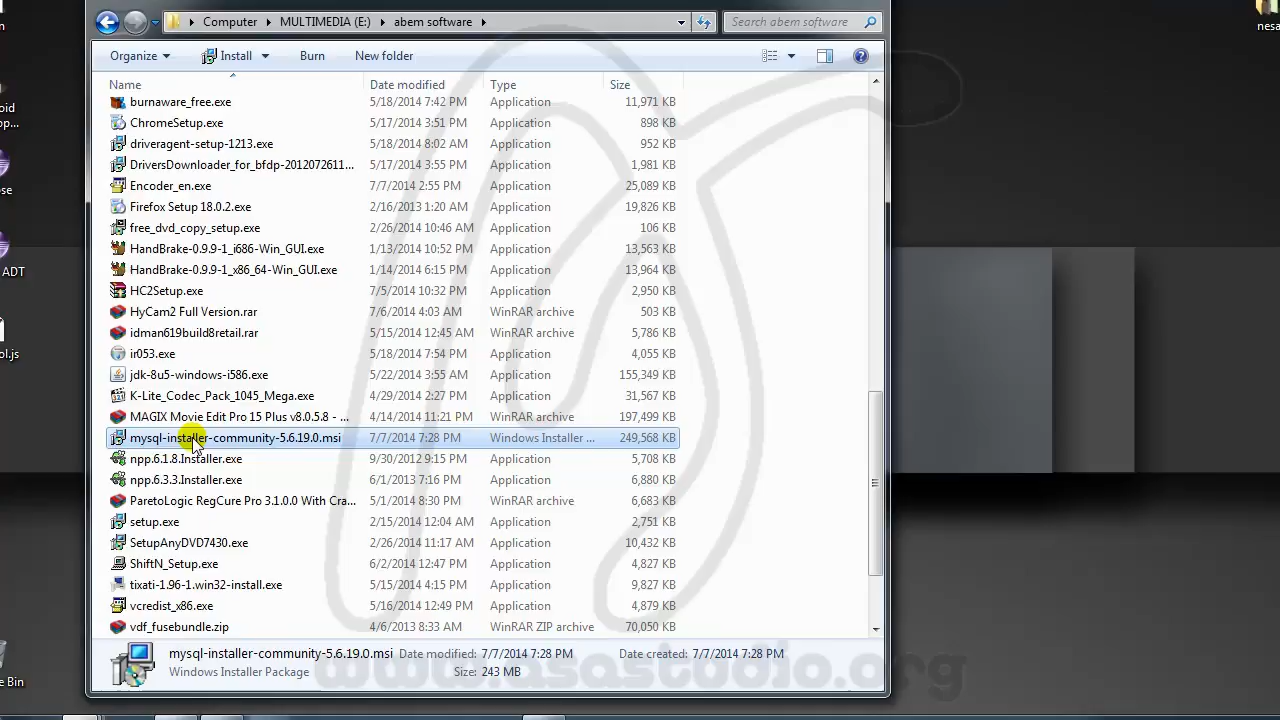 Computer MULTIMEDIA (E:) abem software Search abem software
Organize Install Burn New folder
Name Date modified Type Size
burnaware_free.exe 5/18/2014 7:42 PM Application 11,971 KB
ChromeSetup.exe 5/17/2014 3:51 PM Application 898 KB
driveragent-setup-1213.exe 5/18/2014 8:02 AM Application 952 KB
DriversDownloader_for_bfdp-2012072611... 5/17/2014 3:55 PM Application 1,981 KB
Encoder_en.exe 7/7/2014 2:55 PM Application 25,089 KB
Firefox Setup 18.0.2.exe 2/16/2013 1:20 AM Application 19,826 KB
free_dvd_copy_setup.exe 2/26/2014 10:46 AM Application 106 KB
HandBrake-0.9.9-1_i686-Win_GUI.exe 1/13/2014 10:52 PM Application 13,563 KB
HandBrake-0.9.9-1_x86_64-Win_GUI.exe 1/14/2014 6:15 PM Application 13,964 KB
HC2Setup.exe 7/5/2014 10:32 PM Application 2,950 KB
HyCam2 Full Version.rar 7/6/2014 4:03 AM WinRAR archive 503 KB
idman619build8retail.rar 5/15/2014 12:45 AM WinRAR archive 5,786 KB
ir053.exe 5/18/2014 7:54 PM Application 4,055 KB
jdk-8u5-windows-i586.exe 5/22/2014 3:55 AM Application 155,349 KB
K-Lite_Codec_Pack_1045_Mega.exe 4/29/2014 2:27 PM Application 31,567 KB
MAGIX Movie Edit Pro 15 Plus v8.0.5.8 - ... 4/14/2014 11:21 PM WinRAR archive 197,499 KB
mysql-installer-community-5.6.19.0.msi 7/7/2014 7:28 PM Windows Installer ... 249,568 KB
npp.6.1.8.Installer.exe 9/30/2012 9:15 PM Application 5,708 KB
npp.6.3.3.Installer.exe 6/1/2013 7:16 PM Application 6,880 KB
ParetoLogic RegCure Pro 3.1.0.0 With Cra... 5/1/2014 8:30 PM WinRAR archive 6,683 KB
setup.exe 2/15/2014 12:04 AM Application 2,751 KB
SetupAnyDVD7430.exe 2/26/2014 11:17 AM Application 10,432 KB
ShiftN_Setup.exe 6/2/2014 12:47 PM Application 4,827 KB
tixati-1.96-1.win32-install.exe 5/15/2014 4:15 PM Application 9,827 KB
vcredist_x86.exe 5/16/2014 12:49 PM Application 4,879 KB
vdf_fusebundle.zip 4/6/2013 8:33 AM WinRAR ZIP archive 70,050 KB
mysql-installer-community-5.6.19.0.msi Date modified: 7/7/2014 7:28 PM Date created: 7/7/2014 7:28 PM
Windows Installer Package Size: 243 MB
www.asastudio.org
nesa
ADT
ol.js
e Bin